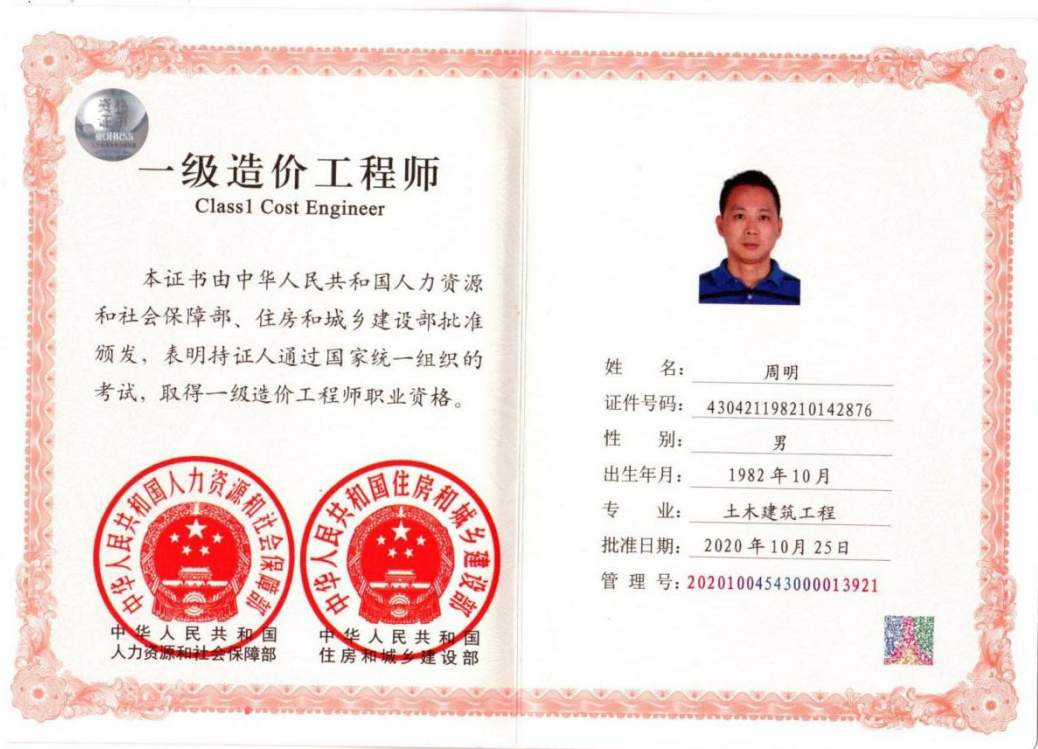 资格
证书
一级造价工程师
Class1 Cost Engineer
本证书由中华人民共和国人力资源
和社会保障部、住房和城乡建设部批准
颁发，表明持证人通过国家统一组织的
考试，取得一级造价工程师职业资格。
中华人民共和国人力资源和社会保障部
中华人民共和国住房和城乡建设部
中华人民共和国
人力资源和社会保障部
中华人民共和国
住房和城乡建设部
姓 名： 周明
证件号码： 430421198210142876
性 别： 男
出生年月： 1982年10月
专 业： 土木建筑工程
批准日期： 2020年10月25日
管 理 号：20201004543000013921